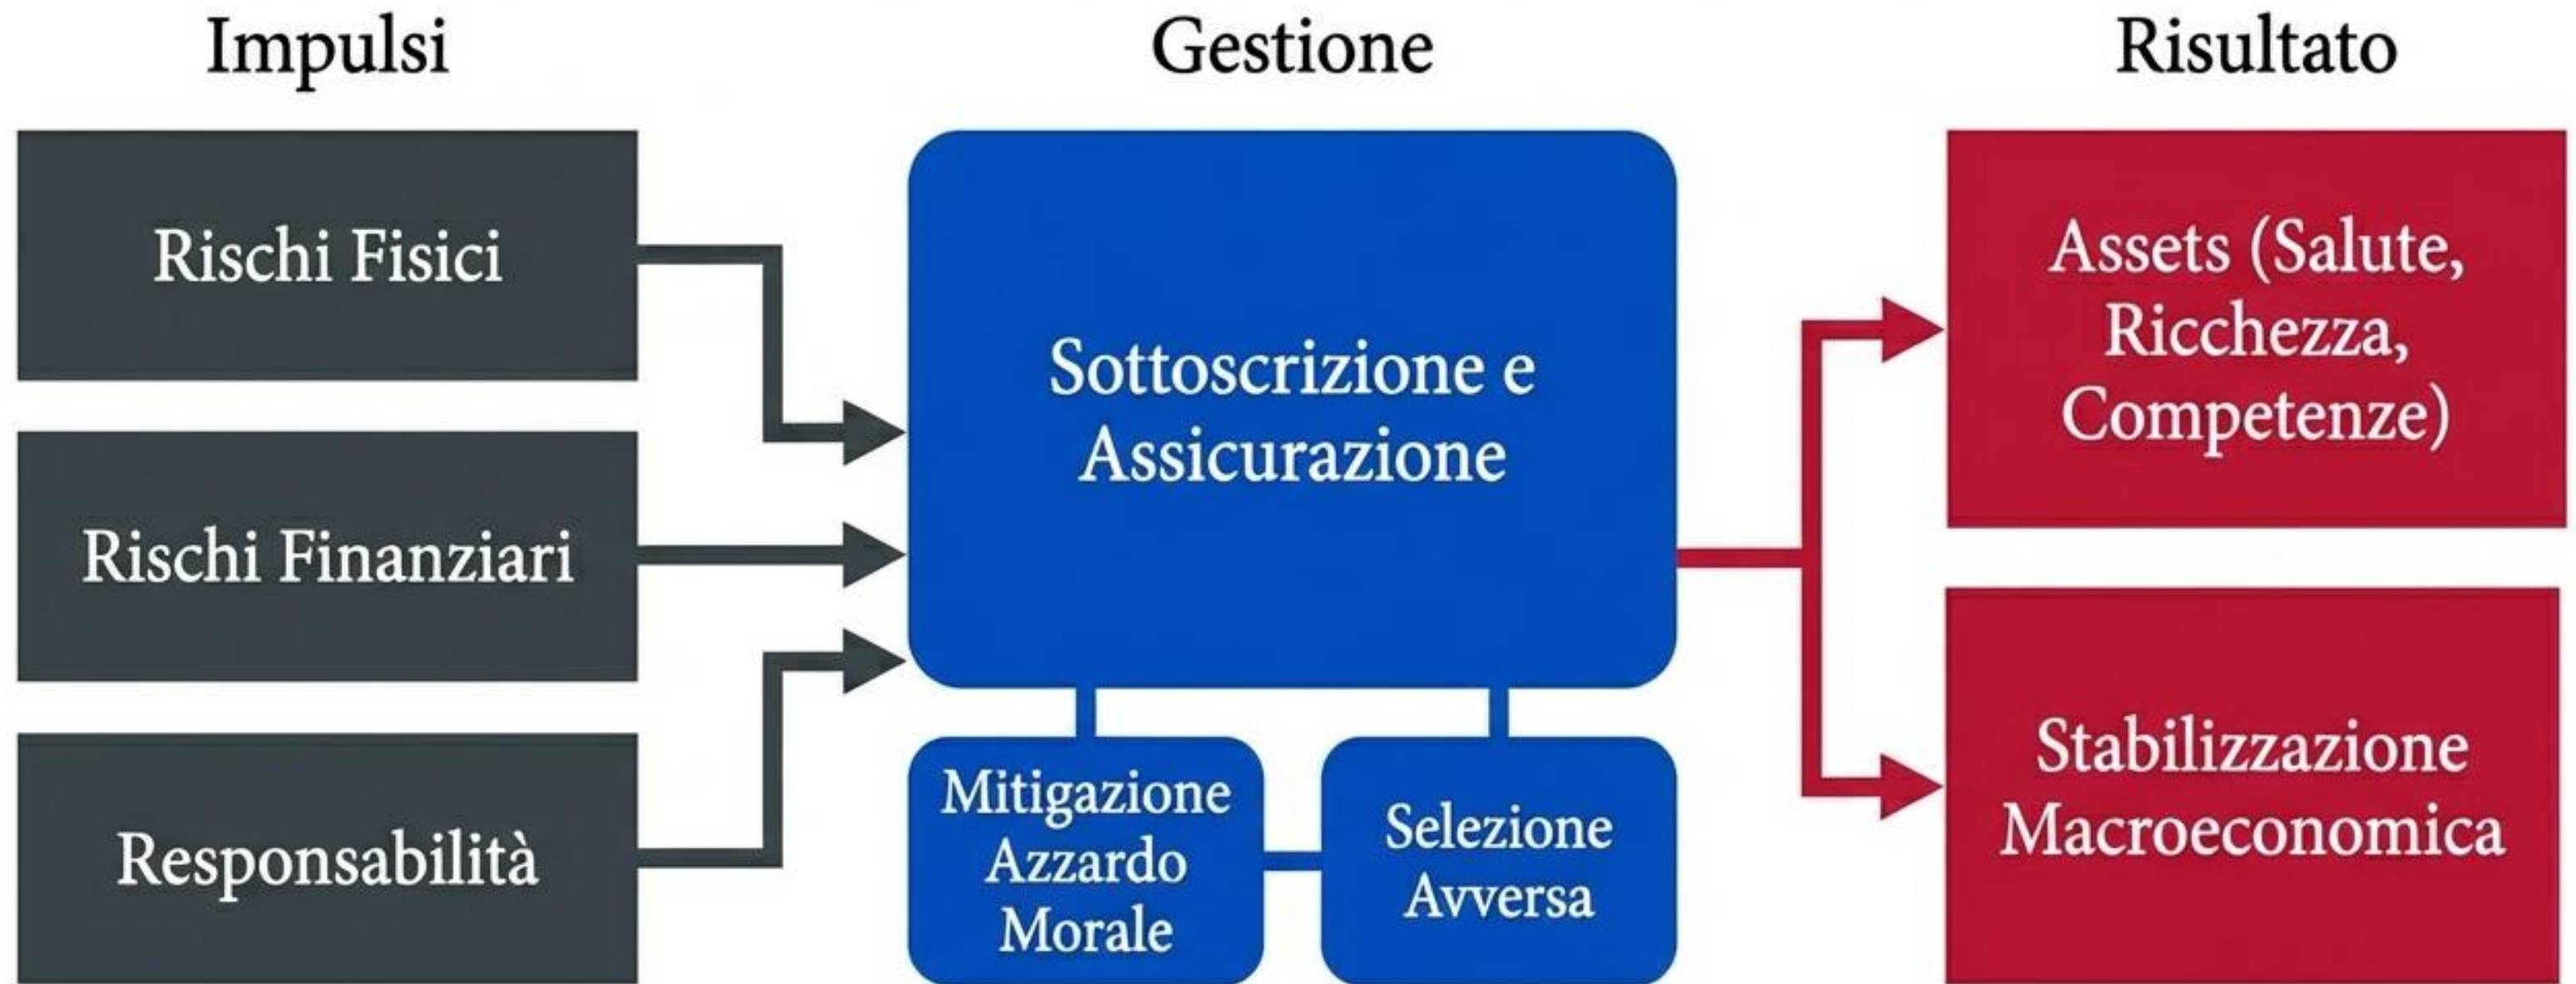 Impulsi
Gestione
Risultato
Rischi Fisici
Rischi Finanziari
Responsabilità
Sottoscrizione e
Assicurazione
Mitigazione
Azzardo
Morale
Selezione
Avversa
Assets (Salute,
Ricchezza,
Competenze)
Stabilizzazione
Macroeconomica